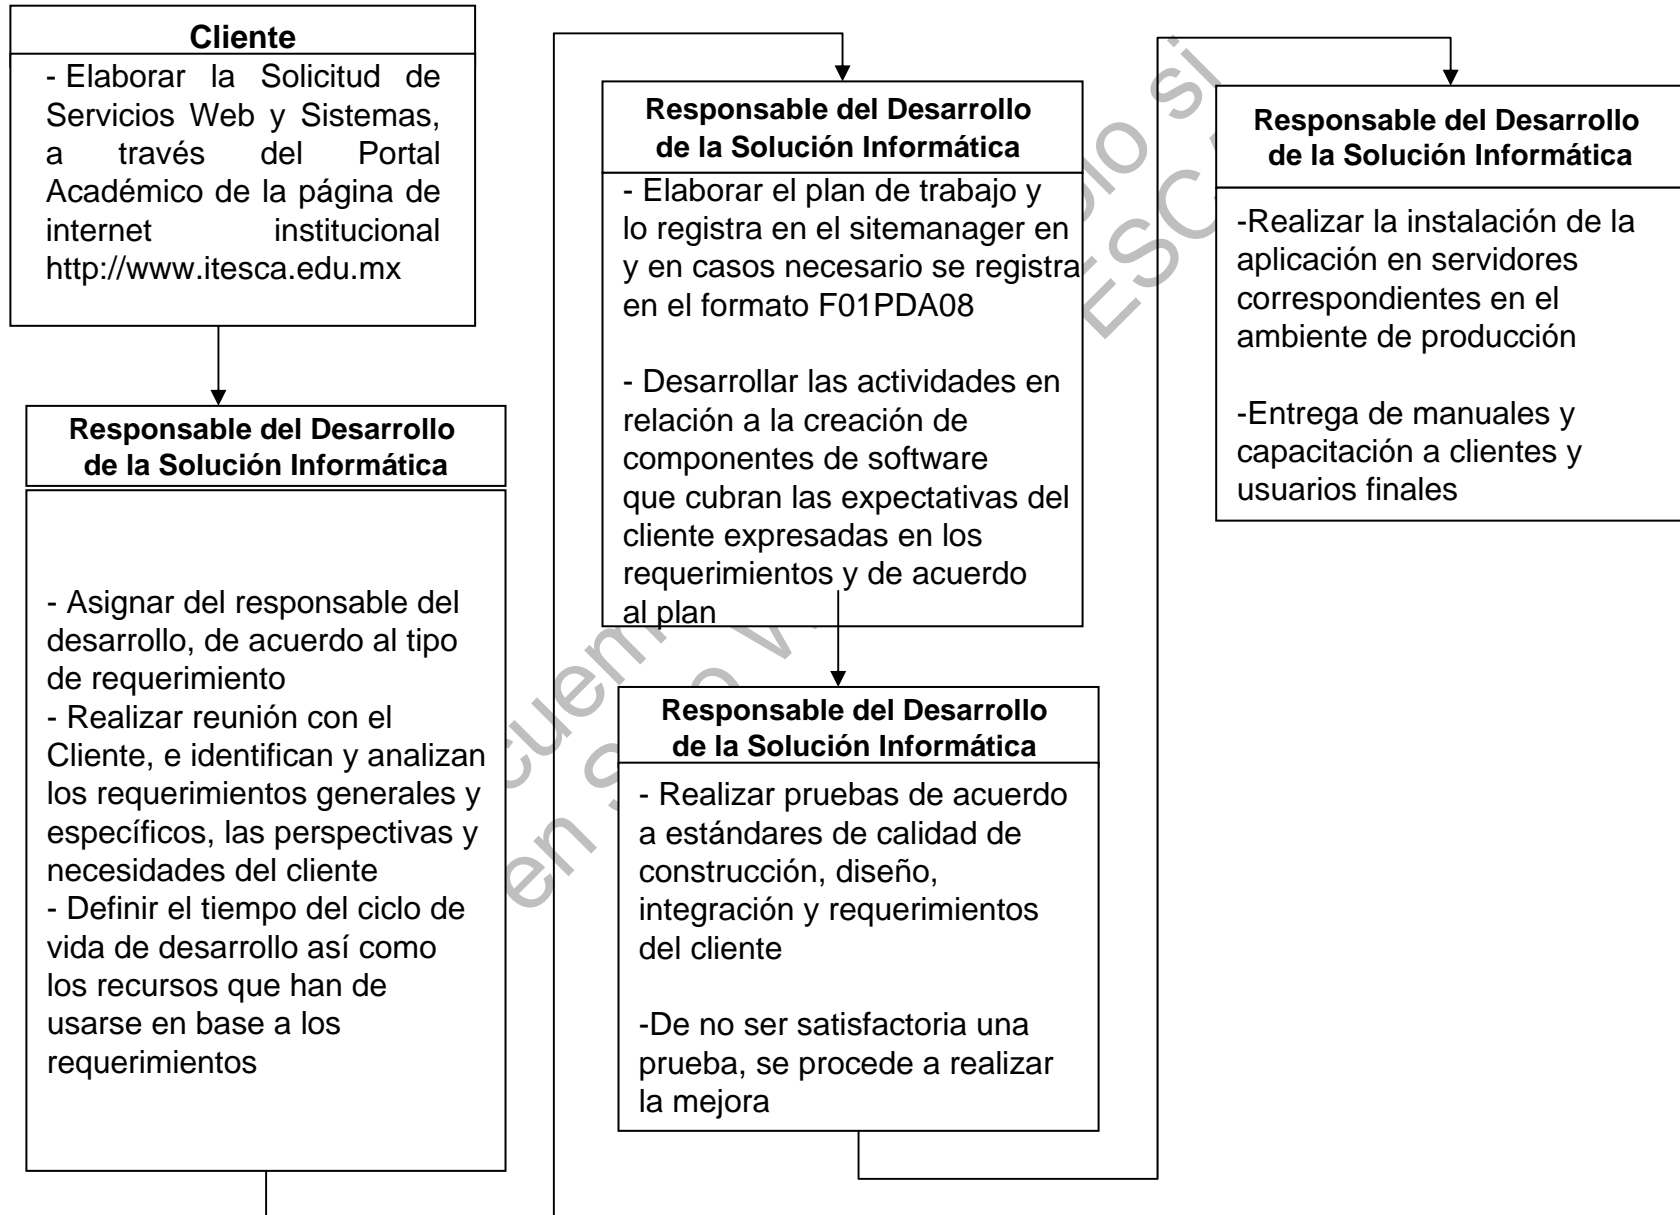 Cliente
- Elaborar la Solicitud de
Servicios Web y Sistemas,
a través del Portal
Académico de la página de
internet institucional
http://www.itesca.edu.mx
Responsable del Desarrollo
de la Solución Informática
- Asignar del responsable del
desarrollo, de acuerdo al tipo
de requerimiento
- Realizar reunión con el
Cliente, e identifican y analizan
los requerimientos generales y
específicos, las perspectivas y
necesidades del cliente
- Definir el tiempo del ciclo de
vida de desarrollo así como
los recursos que han de
usarse en base a los
requerimientos
Responsable del Desarrollo
de la Solución Informática
- Elaborar el plan de trabajo y
lo registra en el sitemanager en
y en casos necesario se registra
en el formato F01PDA08
- Desarrollar las actividades en
relación a la creación de
componentes de software
que cubran las expectativas del
cliente expresadas en los
requerimientos y de acuerdo
al plan
Responsable del Desarrollo
de la Solución Informática
- Realizar pruebas de acuerdo
a estándares de calidad de
construcción, diseño,
integración y requerimientos
del cliente
-De no ser satisfactoria una
prueba, se procede a realizar
la mejora
Responsable del Desarrollo
de la Solución Informática
-Realizar la instalación de la
aplicación en servidores
correspondientes en el
ambiente de producción
-Entrega de manuales y
capacitación a clientes y
usuarios finales